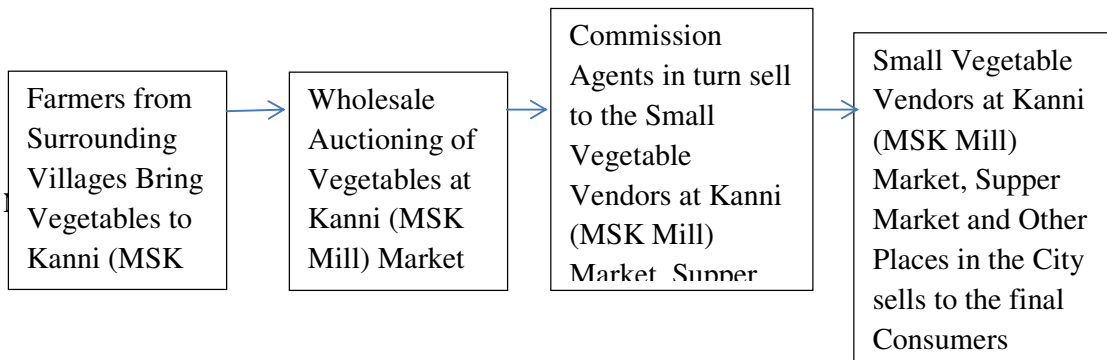 Farmers from
Surrounding
Villages Bring
Vegetables to
Kanni (MSK
Wholesale
Auctioning of
Vegetables at
Kanni (MSK
Mill) Market
Commission
Agents in turn sell
to the Small
Vegetable
Vendors at Kanni
(MSK Mill)
Market, Supper
Small Vegetable
Vendors at Kanni
(MSK Mill)
Market, Supper
Market and Other
Places in the City
sells to the final
Consumers